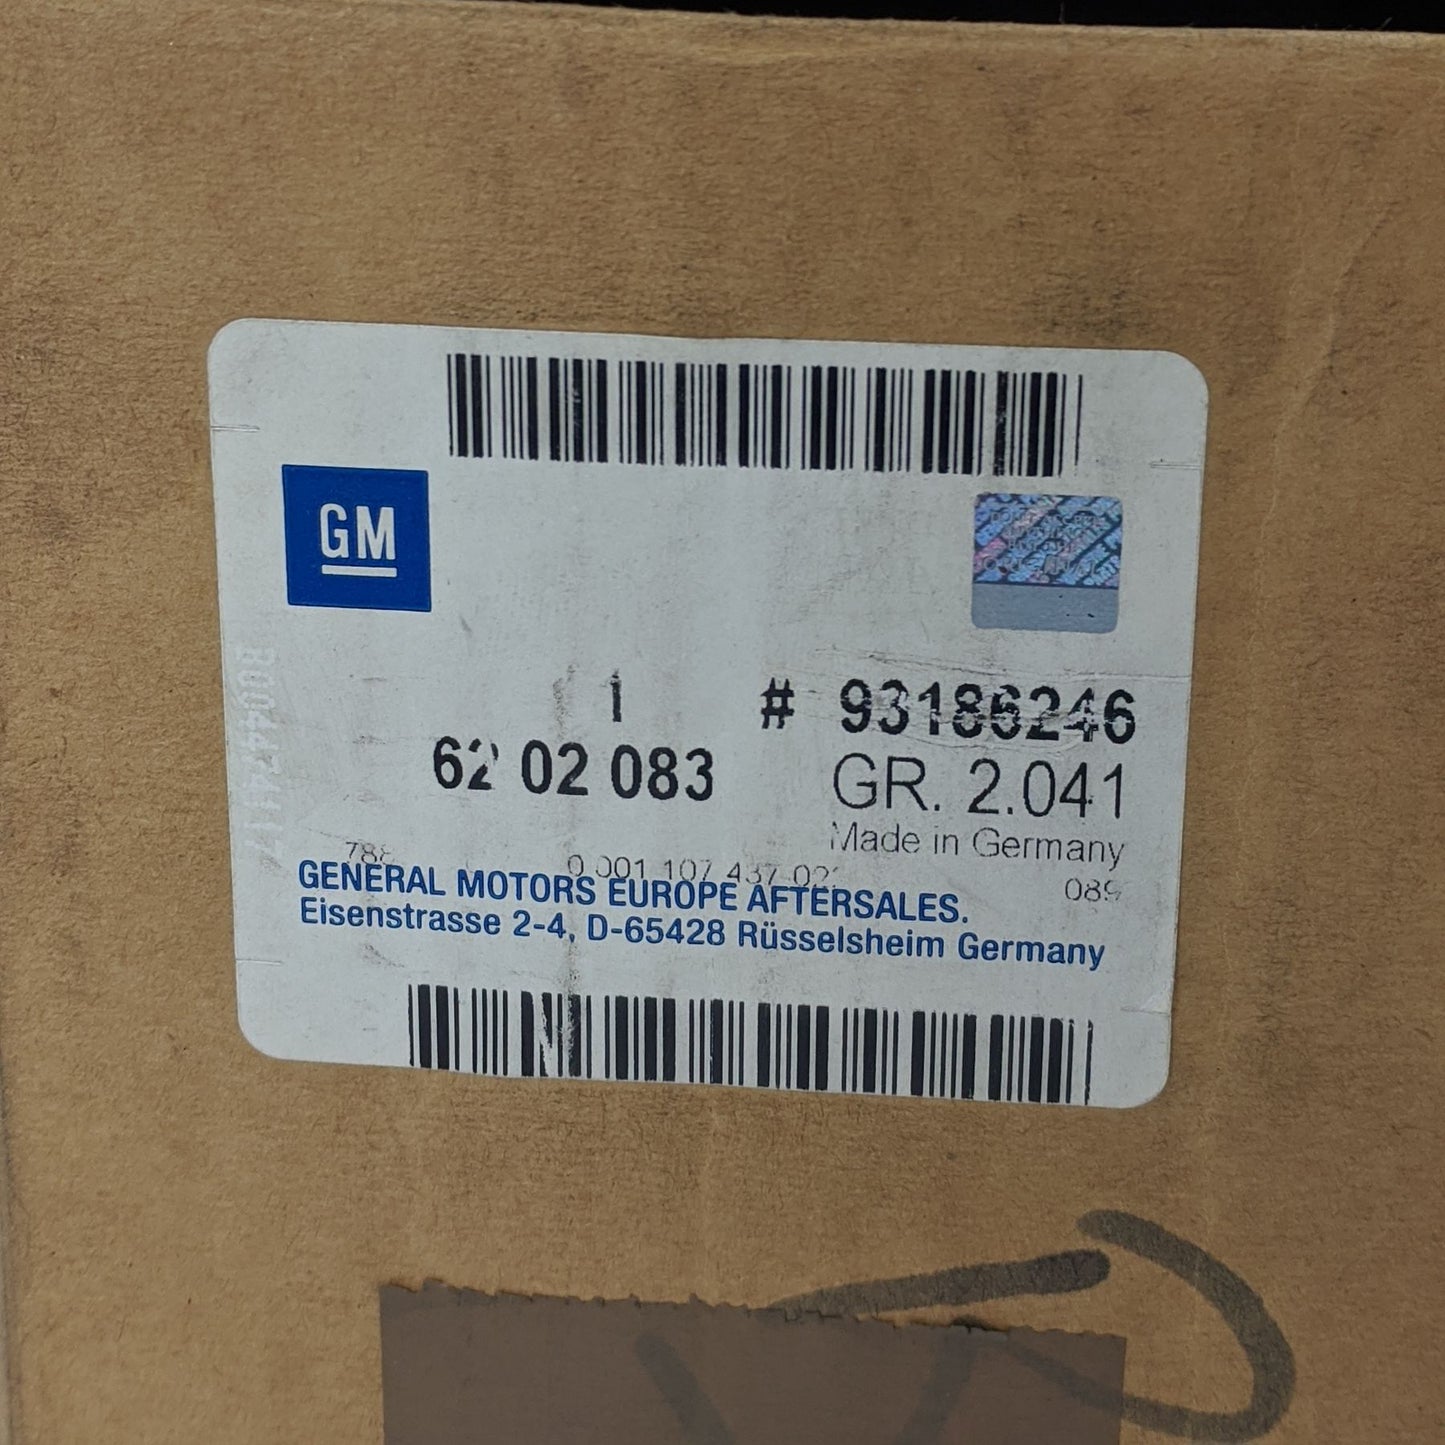 GM
1 # 93186246
62 02 083 GR. 2.041
Made in Germany
GENERAL MOTORS EUROPE AFTERSALES.
Eisenstrasse 2-4, D-65428 Rüsselsheim Germany